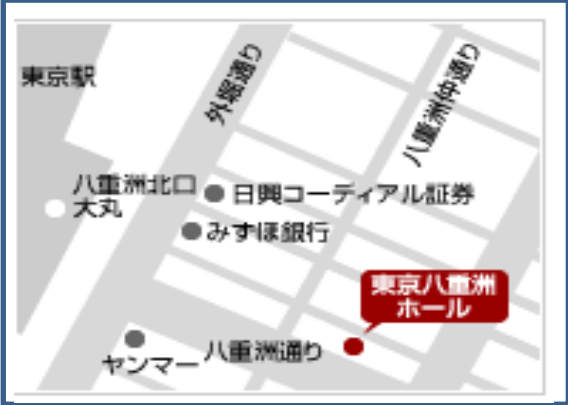 東京駅
外堀通り
八重洲仲通り
八重洲北口
大丸
日興コーディアル証券
みずほ銀行
東京八重洲
ホール
八重洲通り
ヤンマー